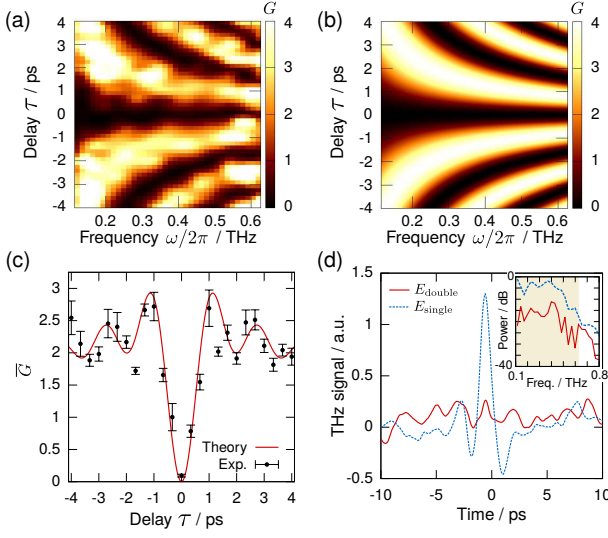 (a)
G
Delay τ / ps
4
3
2
1
0
-1
-2
-3
-4
0.2 0.3 0.4 0.5 0.6
Frequency ω/2π / THz
4
3
2
1
0
(b)
G
Delay τ / ps
4
3
2
1
0
-1
-2
-3
-4
0.2 0.3 0.4 0.5 0.6
Frequency ω/2π / THz
4
3
2
1
0
(c)
G̅
3
2.5
2
1.5
1
0.5
0
Theory
Exp.
-4 -3 -2 -1 0 1 2 3 4
Delay τ / ps
(d)
THz signal / a.u.
1.5
1
0.5
0
-0.5
E_double
E_single
Power / dB
0
-40
0.1 0.8
Freq. / THz
-10 -5 0 5 10
Time / ps